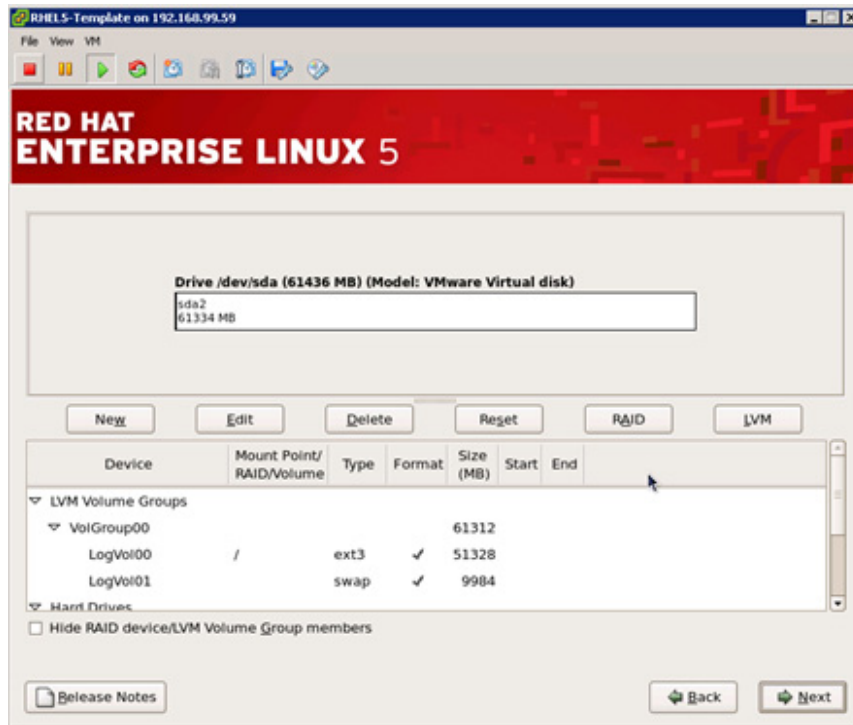 RHEL5-Template on 192.168.99.59
File View VM
RED HAT
ENTERPRISE LINUX 5
Drive /dev/sda (61436 MB) (Model: VMware Virtual disk)
sda2
61334 MB
New Edit Delete Reset RAID LVM
Device Mount Point/ RAID/Volume Type Format Size (MB) Start End
LVM Volume Groups
VolGroup00 61312
LogVol00 / ext3 ✓ 51328
LogVol01 swap ✓ 9984
Hard Drives
Hide RAID device/LVM Volume Group members
Release Notes Back Next